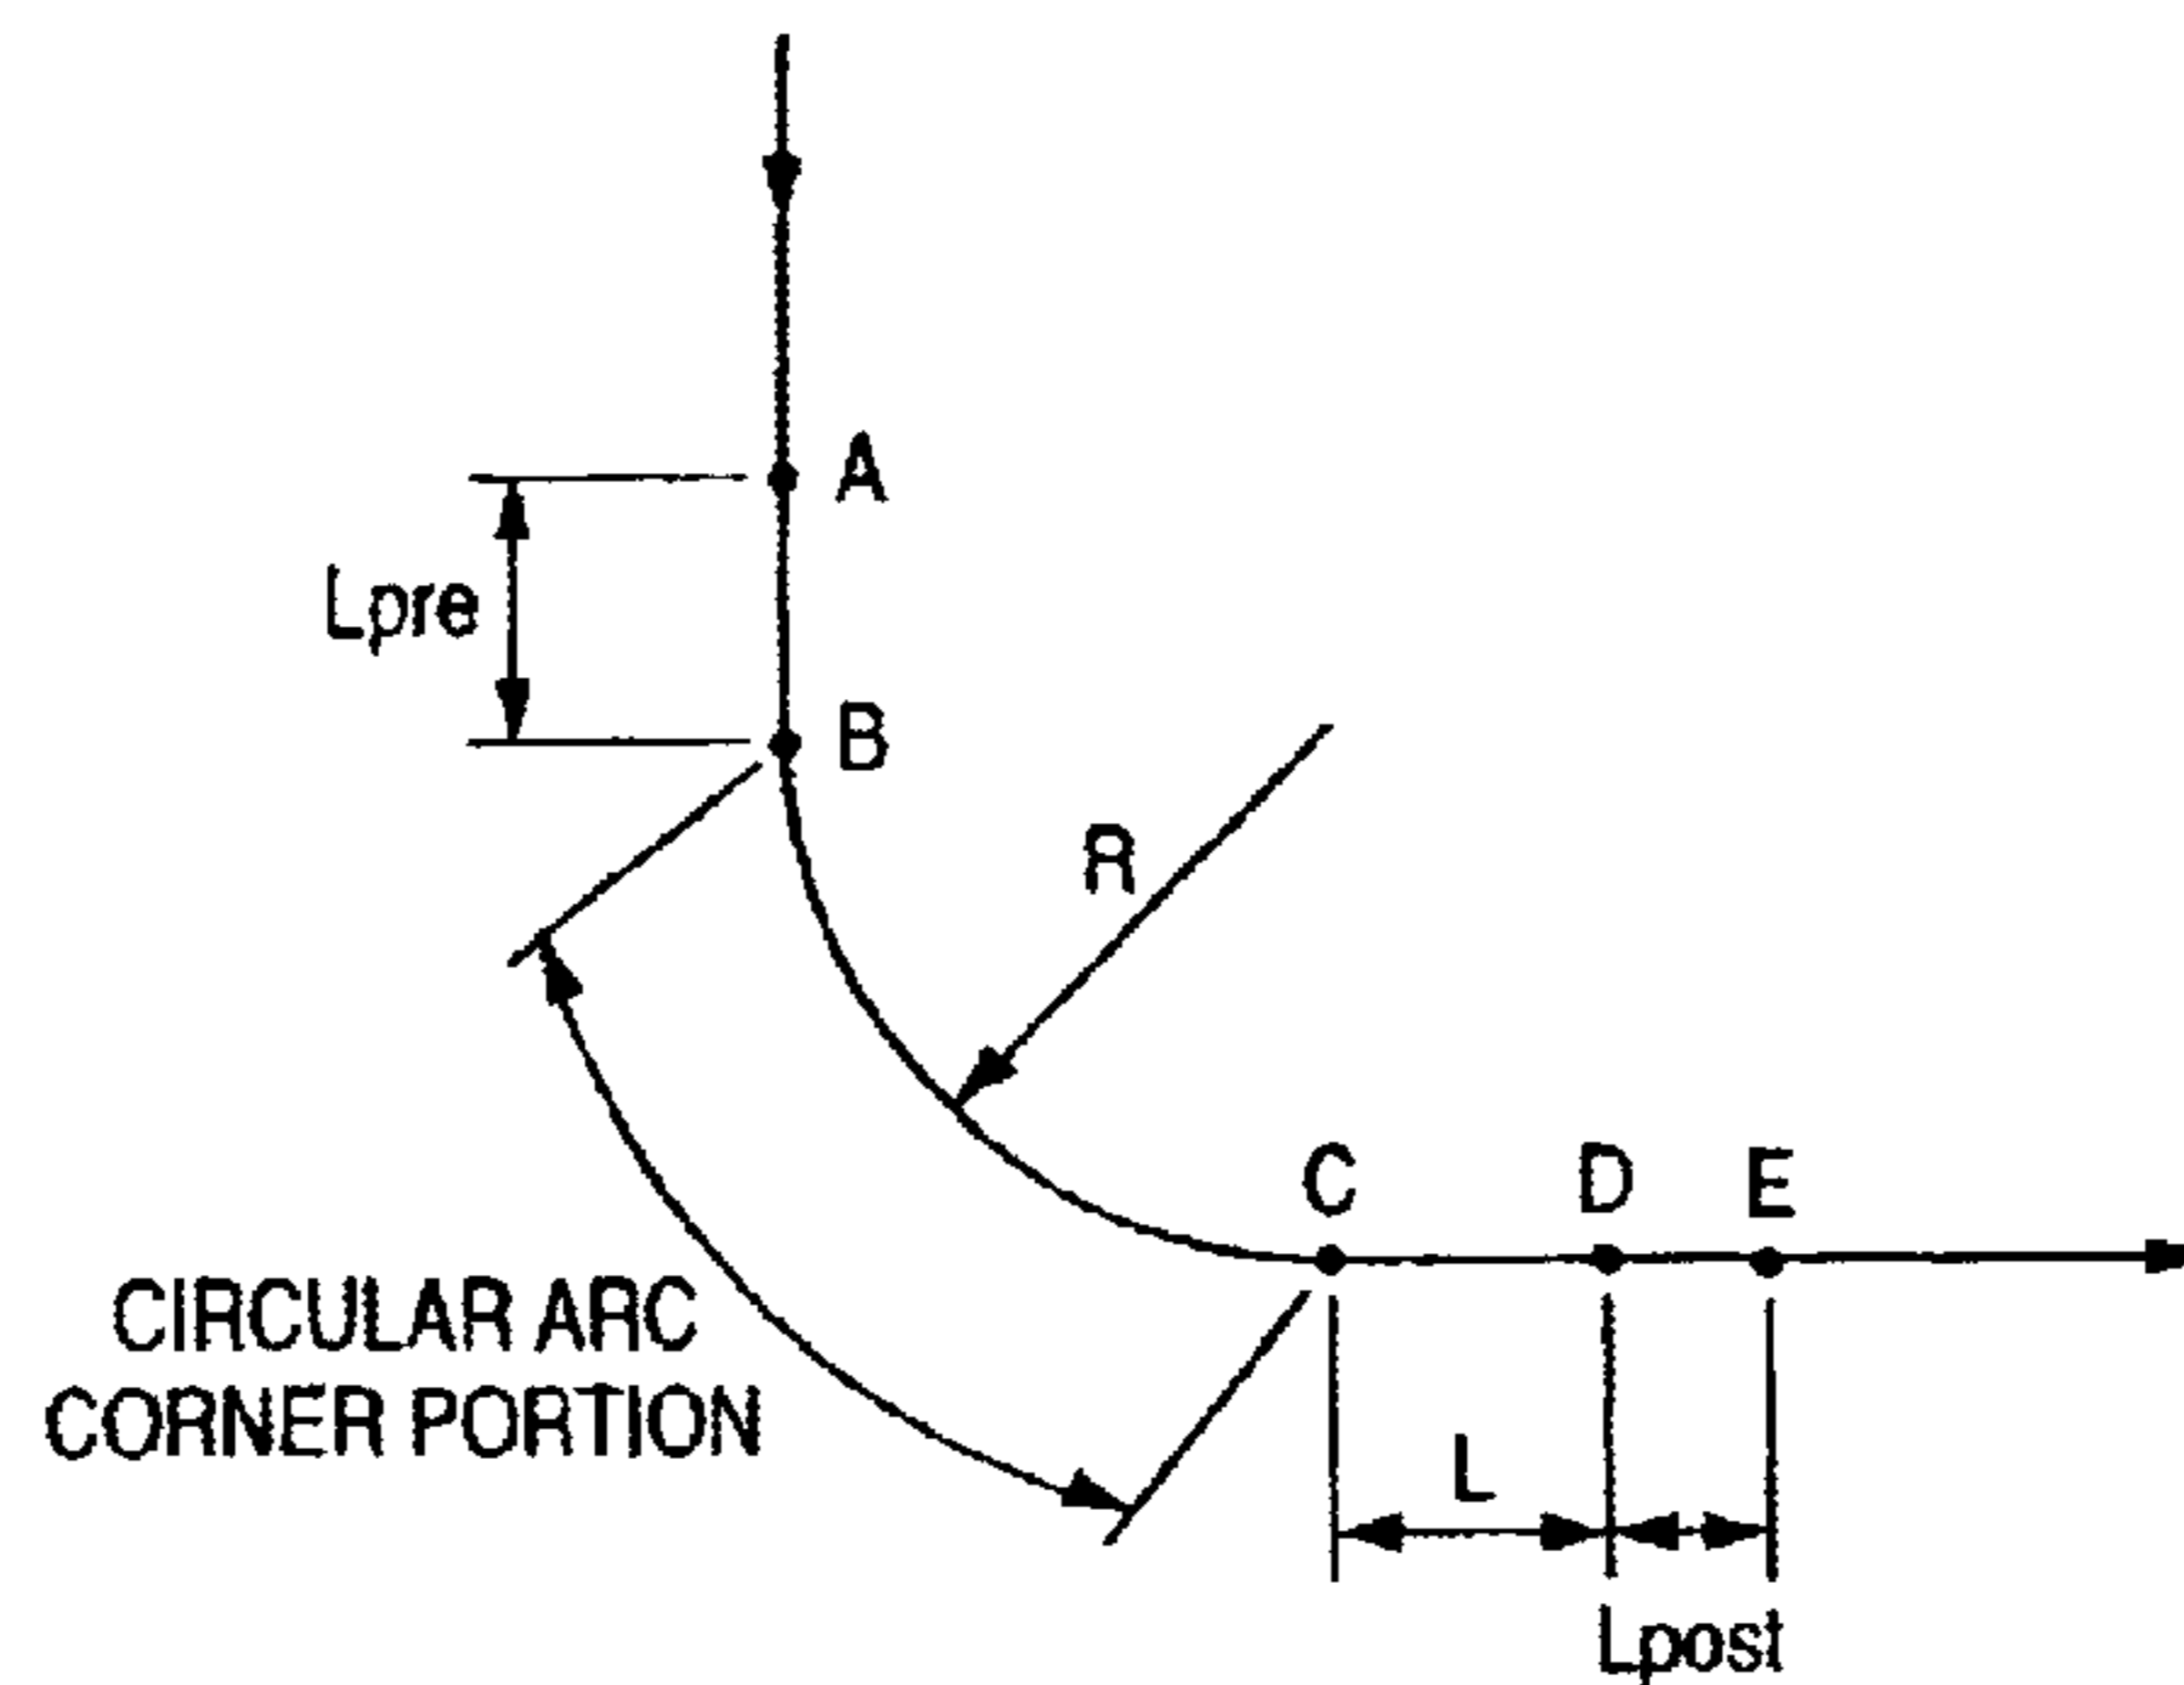 A
Lpre
B
R
C D E
CIRCULAR ARC
CORNER PORTION
L
Lpost